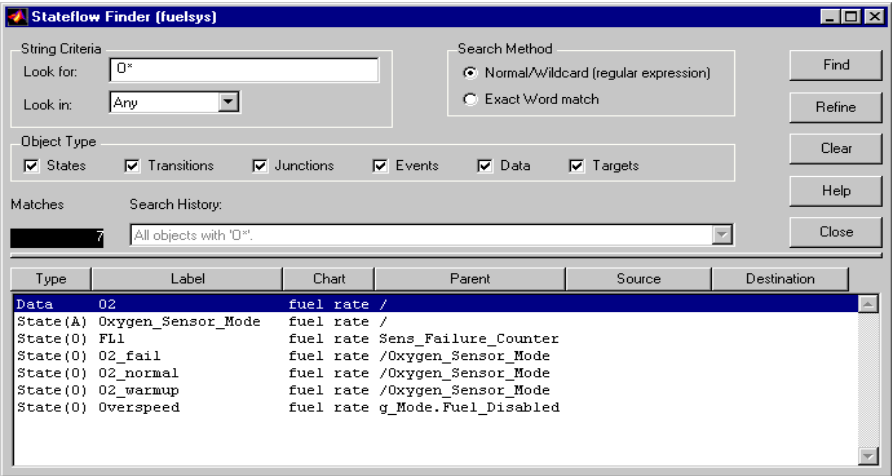 Stateflow Finder (fuelsys)
String Criteria
Look for: O*
Look in: Any
Search Method
Normal/Wildcard (regular expression)
Exact Word match
Find
Refine
Clear
Help
Close
Object Type
States Transitions Junctions Events Data Targets
Matches Search History:
7 All objects with 'O*'.
Type Label Chart Parent Source Destination
Data O2 fuel rate /
State(A) Oxygen_Sensor_Mode fuel rate /
State(O) FL1 fuel rate Sens_Failure_Counter
State(O) O2_fail fuel rate /Oxygen_Sensor_Mode
State(O) O2_normal fuel rate /Oxygen_Sensor_Mode
State(O) O2_warmup fuel rate /Oxygen_Sensor_Mode
State(O) Overspeed fuel rate g_Mode.Fuel_Disabled